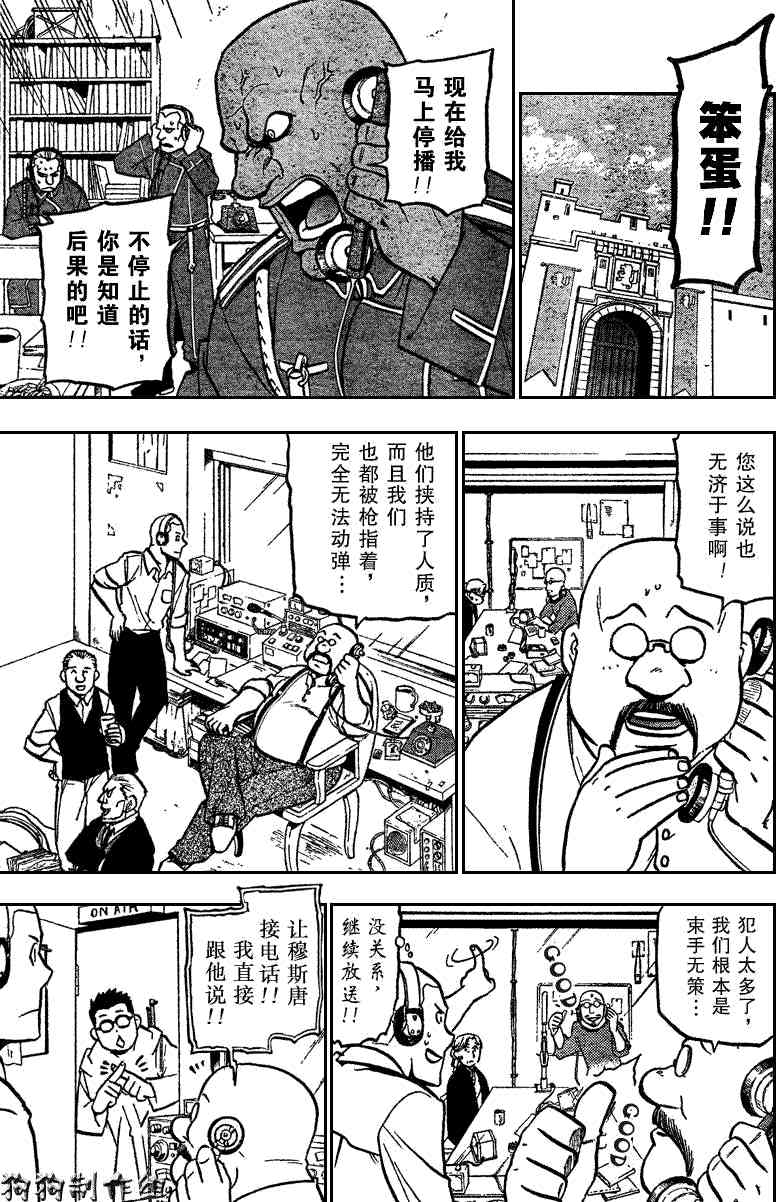 笨蛋!!
现在给我
马上停播
!!
不停止的话，
你是知道
后果的吧!!
您这么说也
无济于事啊！
他们挟持了人质，
而且我们
也都被枪指着，
完全无法动弹…
犯人太多了，
我们根本是
束手无策…
GOOD
GOOD
没关系，
继续放送!!
让穆斯唐
接电话!!
我直接
跟他说!!
ON AIR
狗狗制作组